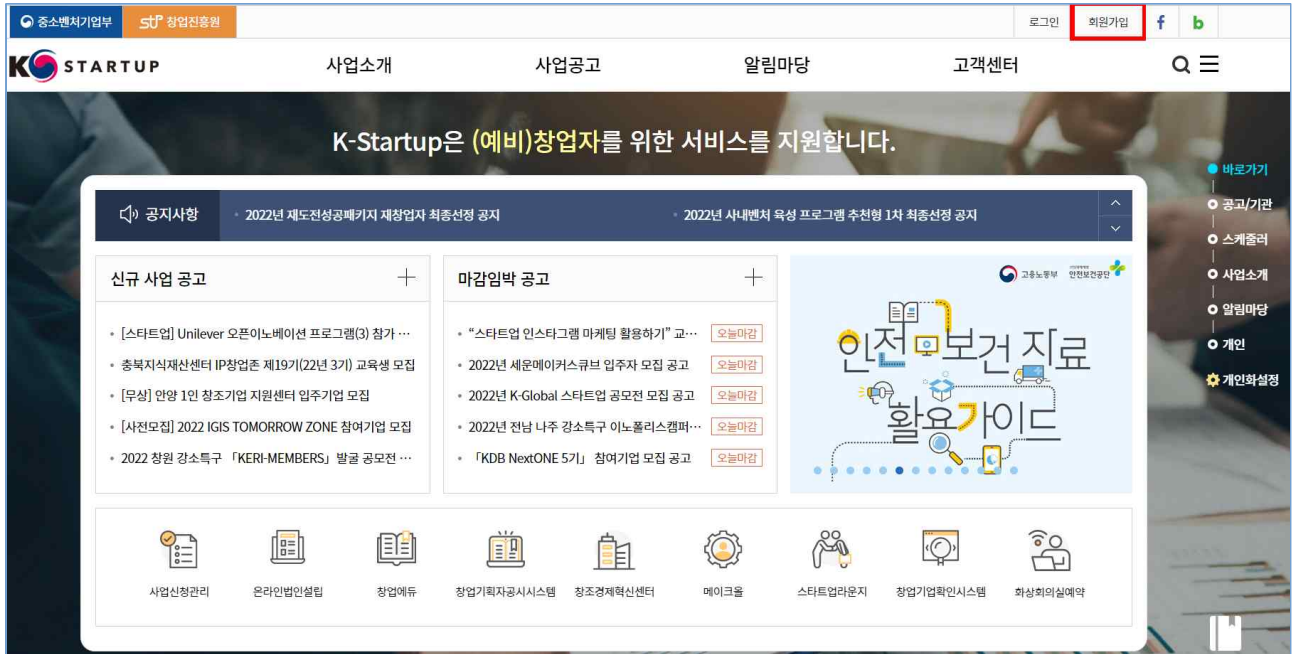 중소벤처기업부
창업진흥원
로그인
회원가입
f
b
K STARTUP
사업소개
사업공고
알림마당
고객센터
K-Startup은 (예비)창업자를 위한 서비스를 지원합니다.
바로가기
공고/기관
스케줄러
사업소개
알림마당
개인
개인화설정
공지사항
2022년 재도전성공패키지 재창업자 최종선정 공지
2022년 사내벤처 육성 프로그램 추천형 1차 최종선정 공지
신규 사업 공고
[스타트업] Unilever 오픈이노베이션 프로그램(3) 참가 …
충북지식재산센터 IP창업존 제19기(22년 3기) 교육생 모집
[무상] 안양 1인 창조기업 지원센터 입주기업 모집
[사전모집] 2022 IGIS TOMORROW ZONE 참여기업 모집
2022 창원 강소특구 「KERI-MEMBERS」 발굴 공모전 …
마감임박 공고
“스타트업 인스타그램 마케팅 활용하기” 교… 오늘마감
2022년 세운메이커스큐브 입주자 모집 공고 오늘마감
2022년 K-Global 스타트업 공모전 모집 공고 오늘마감
2022년 전남 나주 강소특구 이노폴리스캠퍼… 오늘마감
「KDB NextONE 5기」 참여기업 모집 공고 오늘마감
고용노동부
안전보건공단
안전보건 자료
활용가이드
사업신청관리
온라인법인설립
창업에듀
창업기획자공시시스템
창조경제혁신센터
메이크올
스타트업라운지
창업기업확인시스템
화상회의실예약